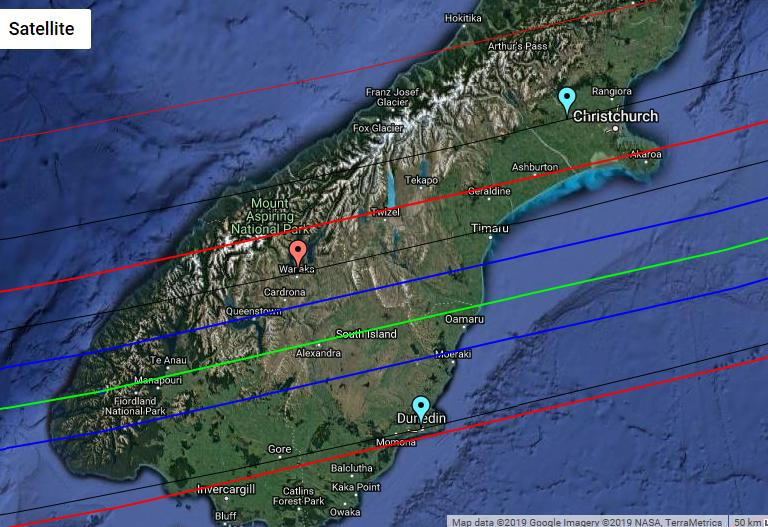 Satellite
Hokitika
Arthur's Pass
Franz Josef
Glacier
Rangiora
Christchurch
Fox Glacier
Akaroa
Ashburton
Tekapo
Geraldine
Mount
Aspiring
National Park
Twizel
Timaru
Wanaka
Cardrona
Queenstown
Oamaru
South Island
Alexandra
Moeraki
Te Anau
Manapouri
Fiordland
National Park
Dunedin
Momona
Gore
Balclutha
Invercargill
Catlins
Forest Park
Kaka Point
Owaka
Bluff
Map data ©2019 Google Imagery ©2019 NASA, TerraMetrics
50 km